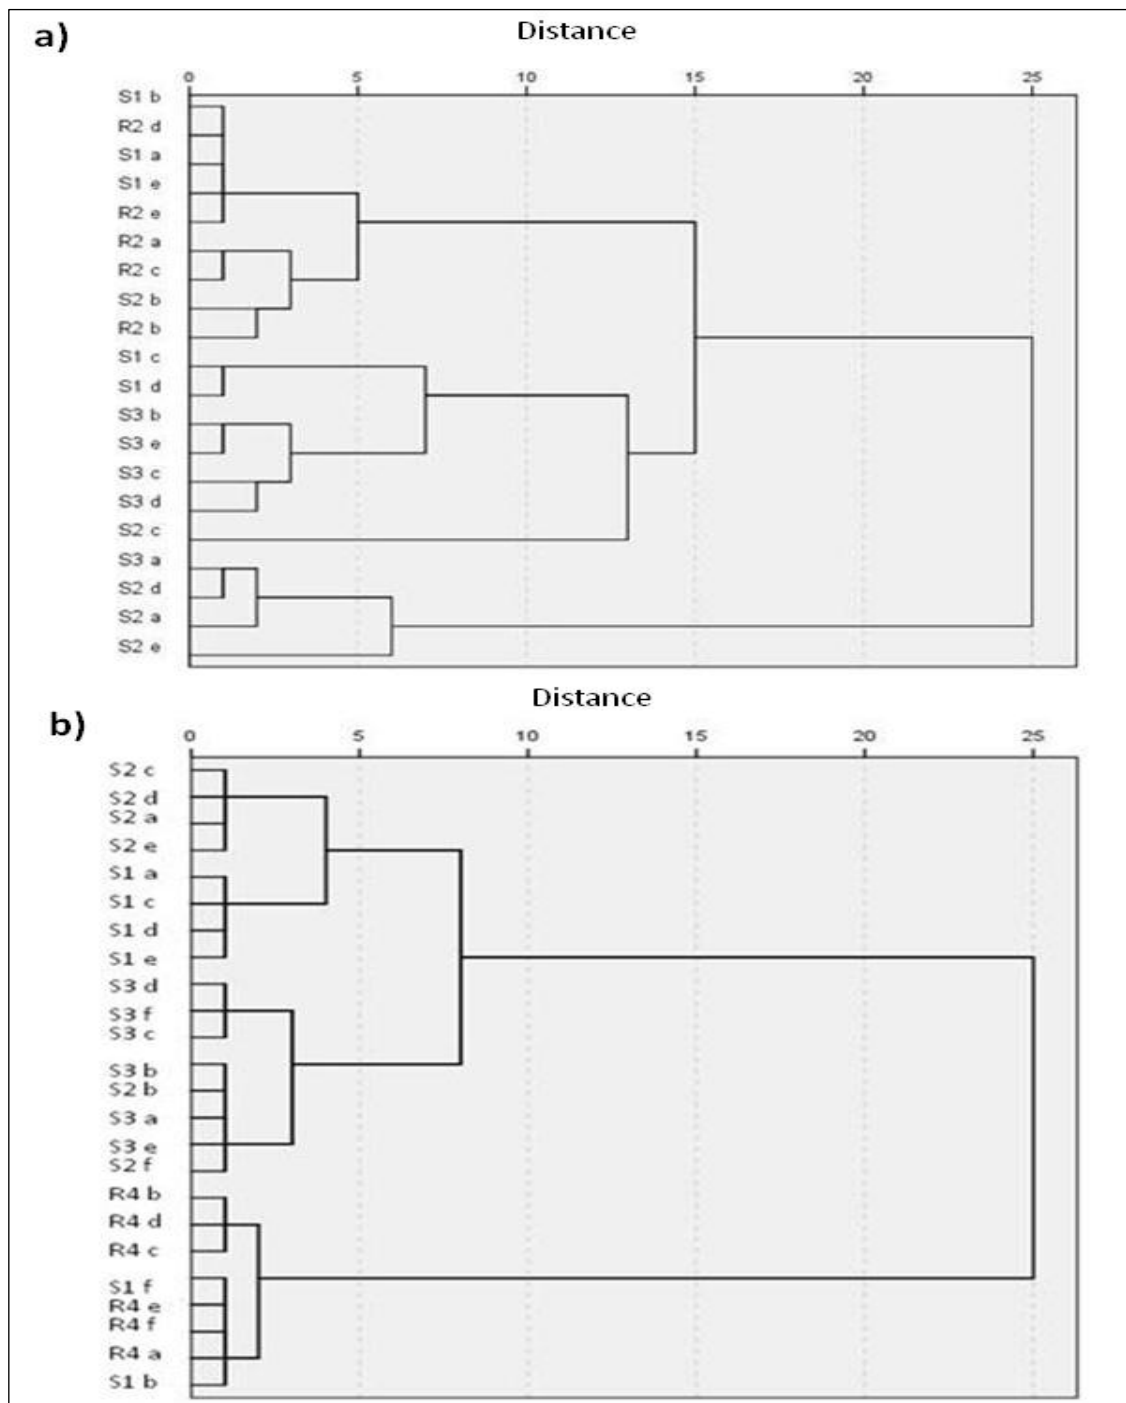 a)
Distance
0 5 10 15 20 25
S1 b
R2 d
S1 a
S1 e
R2 e
R2 a
R2 c
S2 b
R2 b
S1 c
S1 d
S3 b
S3 e
S3 c
S3 d
S2 c
S3 a
S2 d
S2 a
S2 e
Distance
b)
0 5 10 15 20 25
S2 c
S2 d
S2 a
S2 e
S1 a
S1 c
S1 d
S1 e
S3 d
S3 f
S3 c
S3 b
S2 b
S3 a
S3 e
S2 f
R4 b
R4 d
R4 c
S1 f
R4 e
R4 f
R4 a
S1 b